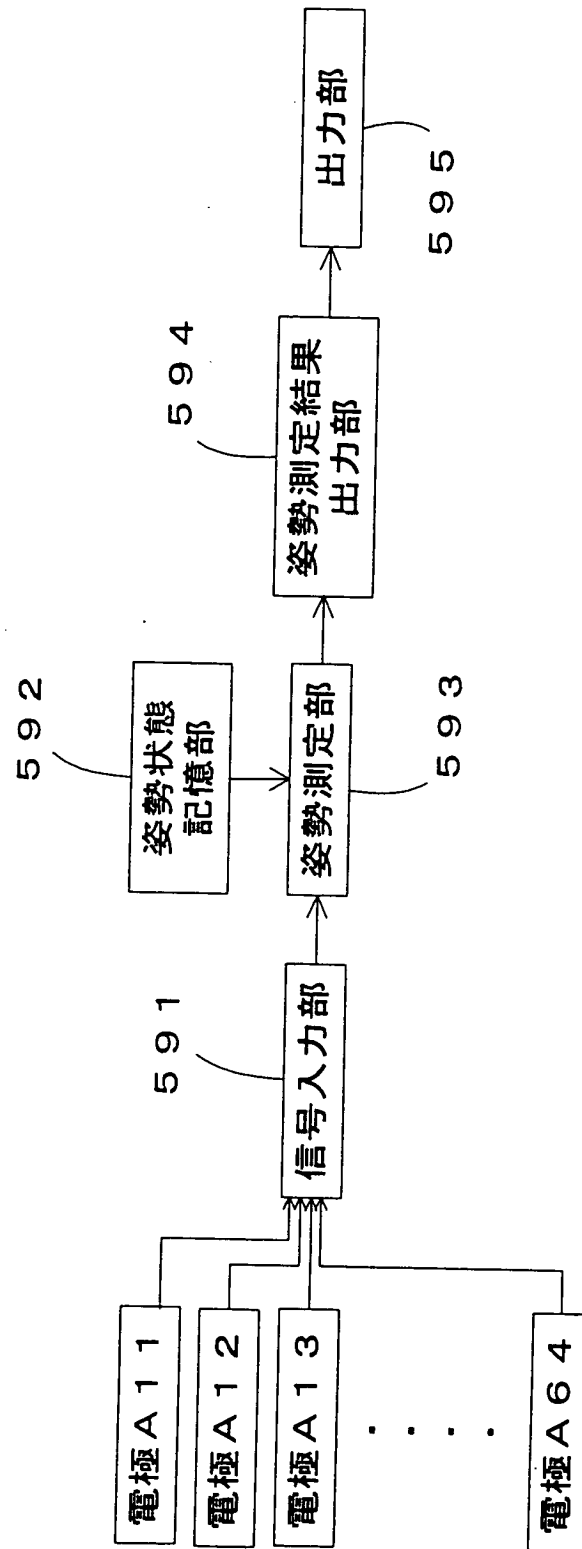 電極A11
電極A12
電極A13
・・・・
電極A64
591
信号入力部
592
姿勢状態
記憶部
姿勢測定部
593
594
姿勢測定結果
出力部
出力部
595